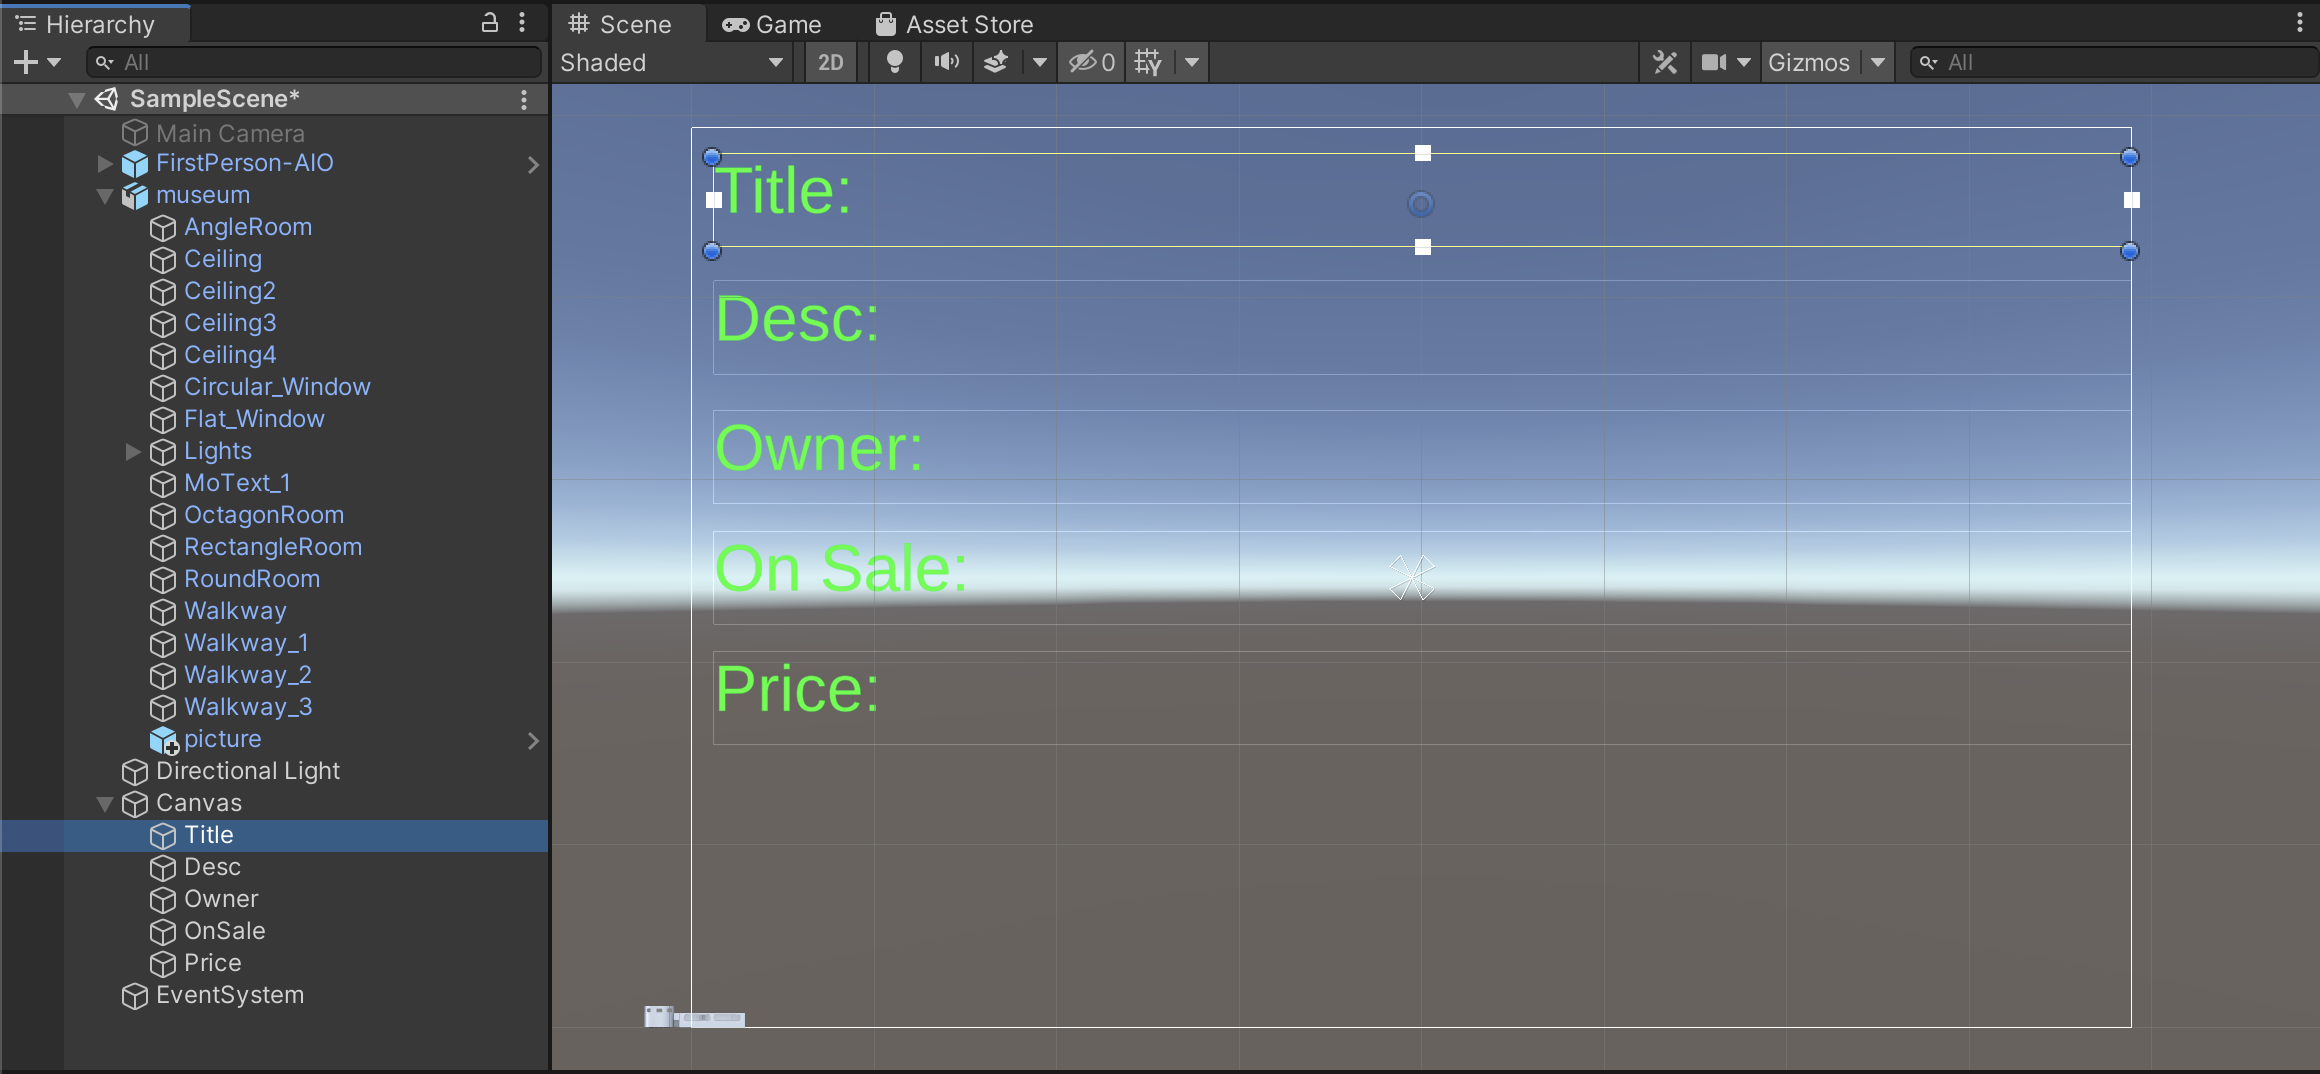 Hierarchy
All
SampleScene*
Main Camera
FirstPerson-AIO
museum
AngleRoom
Ceiling
Ceiling2
Ceiling3
Ceiling4
Circular_Window
Flat_Window
Lights
MoText_1
OctagonRoom
RectangleRoom
RoundRoom
Walkway
Walkway_1
Walkway_2
Walkway_3
picture
Directional Light
Canvas
Title
Desc
Owner
OnSale
Price
EventSystem
Scene Game Asset Store
Shaded 2D 0 Gizmos All
Title:
Desc:
Owner:
On Sale:
Price: